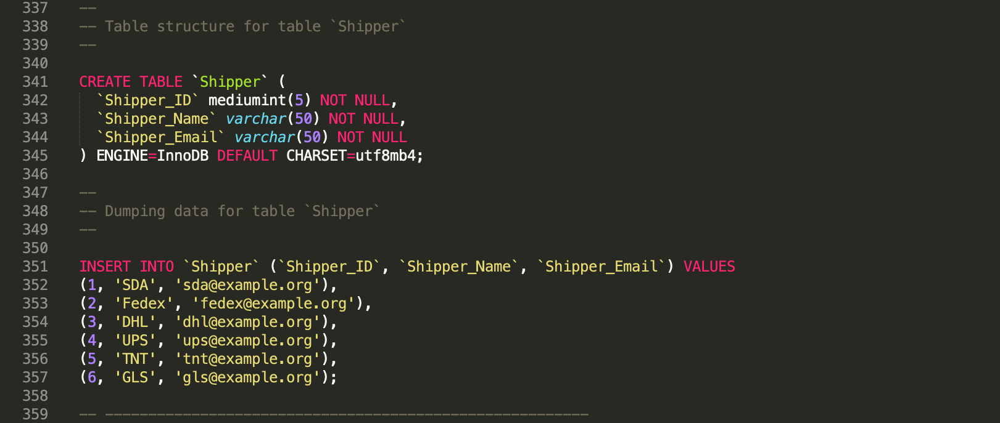 337 --
338 -- Table structure for table `Shipper`
339 --
340
341 CREATE TABLE `Shipper` (
342   `Shipper_ID` mediumint(5) NOT NULL,
343   `Shipper_Name` varchar(50) NOT NULL,
344   `Shipper_Email` varchar(50) NOT NULL
345 ) ENGINE=InnoDB DEFAULT CHARSET=utf8mb4;
346
347 --
348 -- Dumping data for table `Shipper`
349 --
350
351 INSERT INTO `Shipper` (`Shipper_ID`, `Shipper_Name`, `Shipper_Email`) VALUES
352 (1, 'SDA', 'sda@example.org'),
353 (2, 'Fedex', 'fedex@example.org'),
354 (3, 'DHL', 'dhl@example.org'),
355 (4, 'UPS', 'ups@example.org'),
356 (5, 'TNT', 'tnt@example.org'),
357 (6, 'GLS', 'gls@example.org');
358
359 -- --------------------------------------------------------